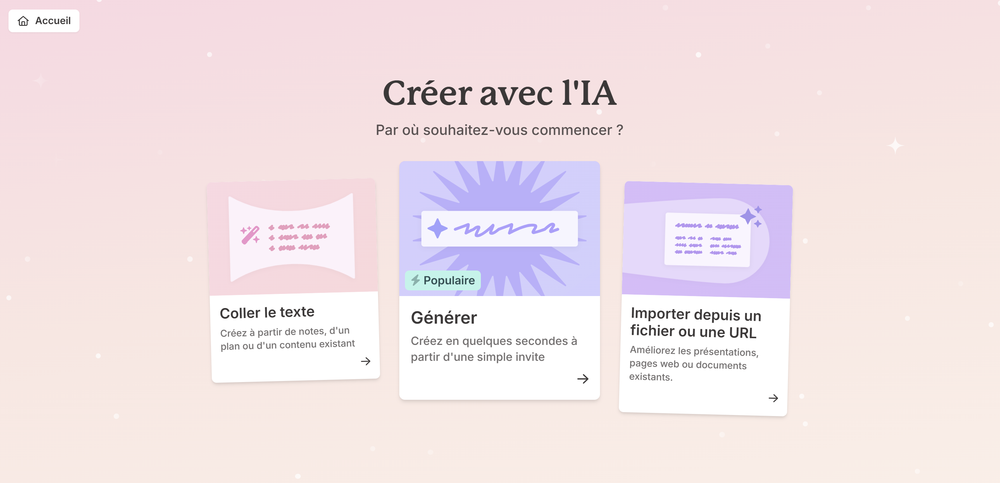 Accueil
Créer avec l'IA
Par où souhaitez-vous commencer ?
Coller le texte
Créez à partir de notes, d'un
plan ou d'un contenu existant
Populaire
Générer
Créez en quelques secondes à
partir d'une simple invite
Importer depuis un
fichier ou une URL
Améliorez les présentations,
pages web ou documents
existants.